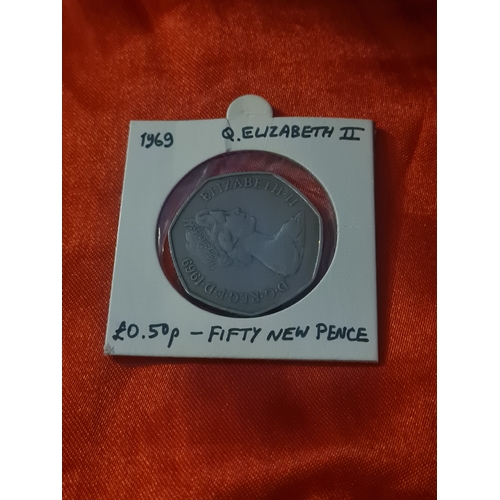 1969 Q. ELIZABETH II
ELIZABETH II
D·G·REG·F·D·1969
£0.50p – FIFTY NEW PENCE